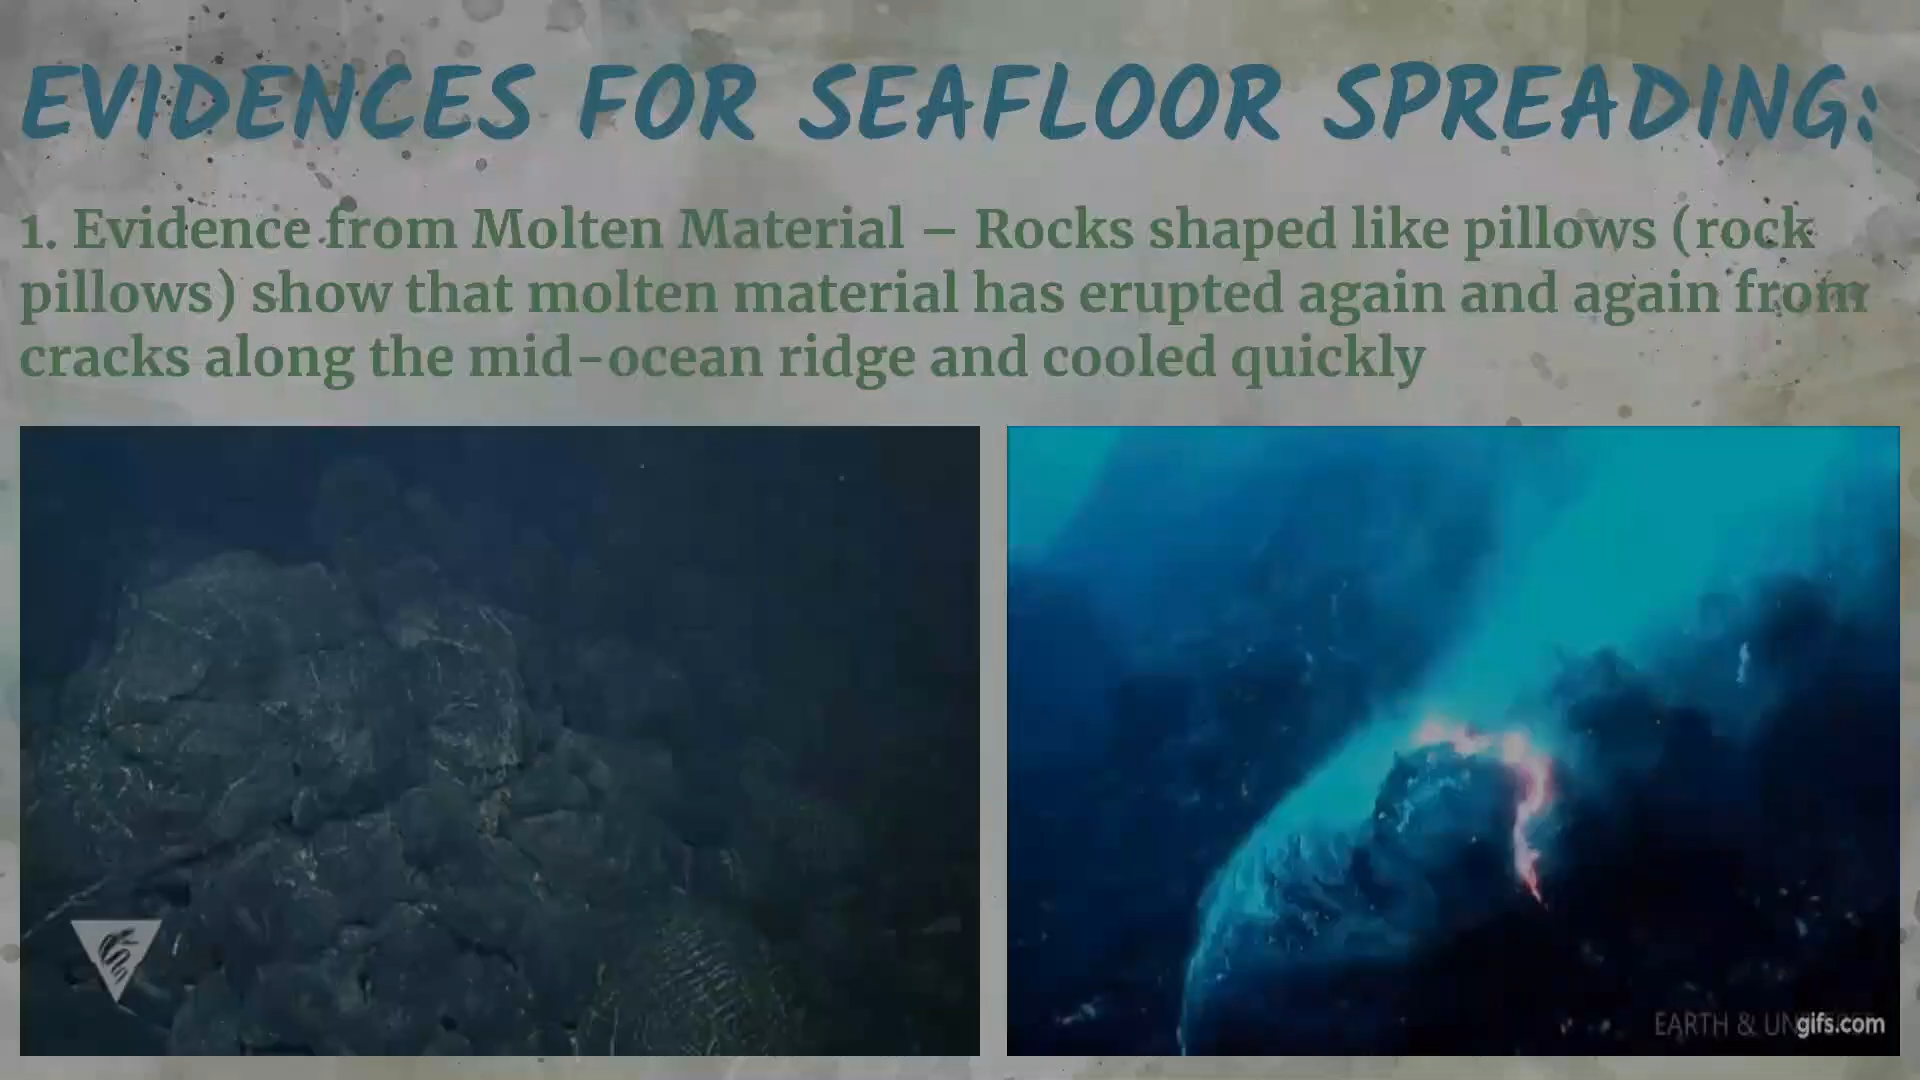 EVIDENCES FOR SEAFLOOR SPREADING:
1. Evidence from Molten Material – Rocks shaped like pillows (rock
pillows) show that molten material has erupted again and again from
cracks along the mid-ocean ridge and cooled quickly
EARTH & gifs.com